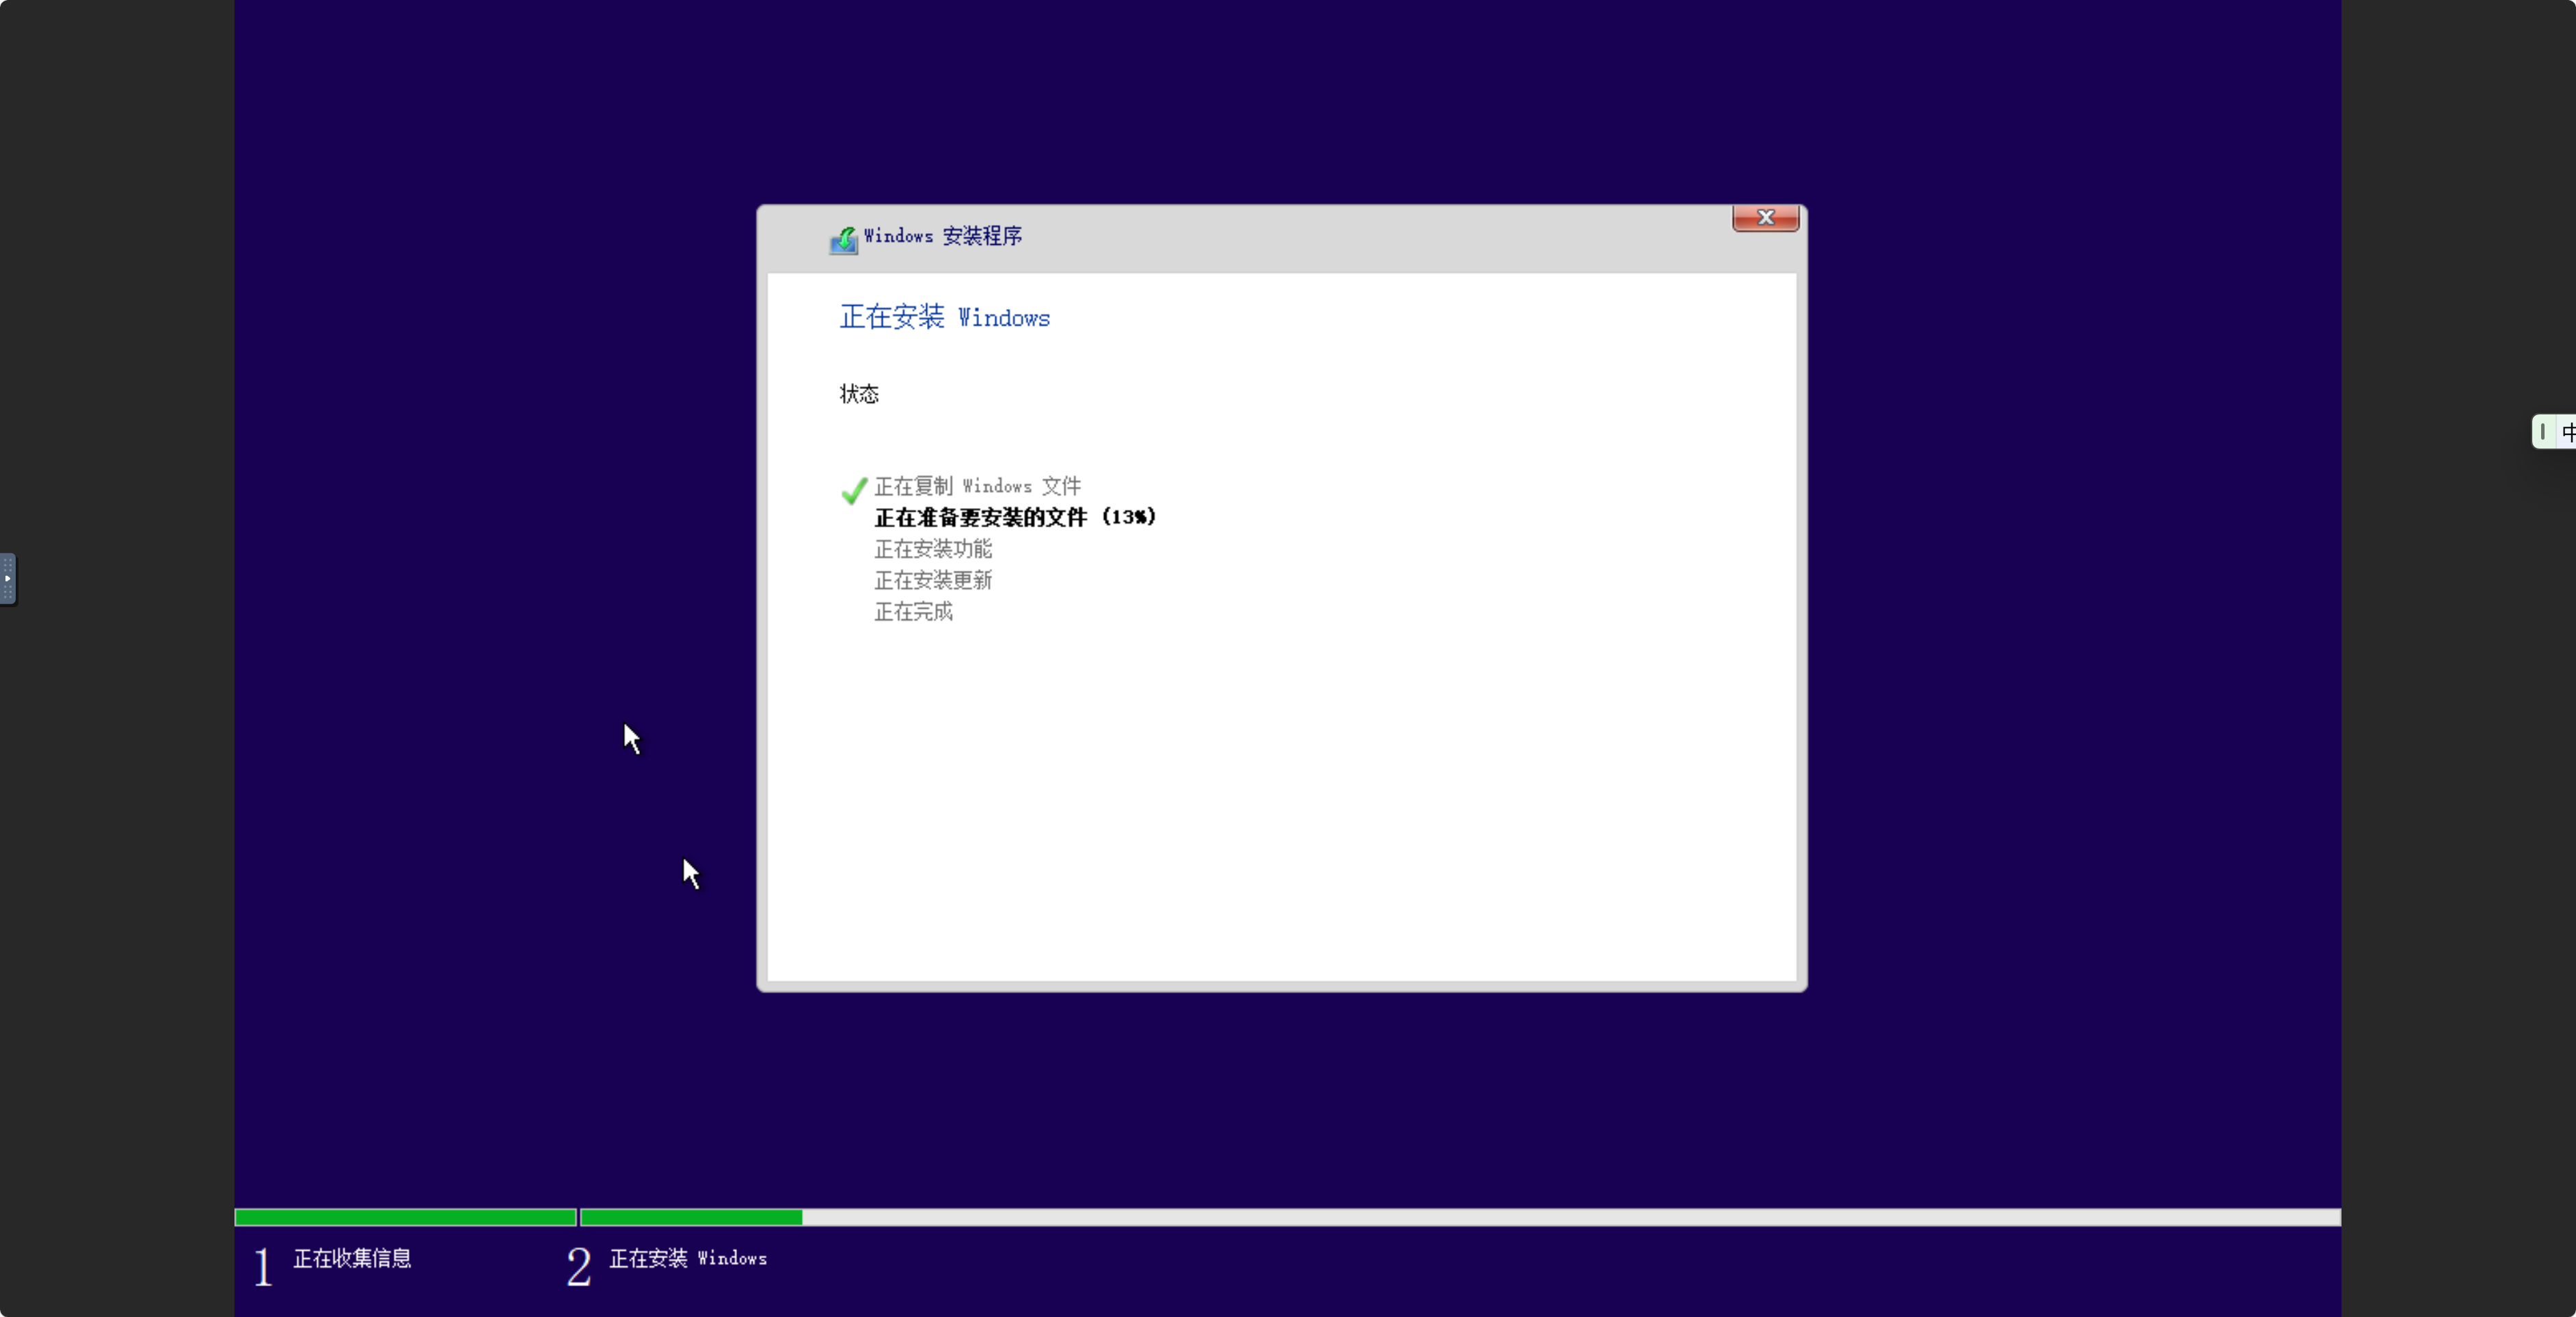 Windows 安装程序
正在安装 Windows
状态
正在复制 Windows 文件
正在准备要安装的文件 (13%)
正在安装功能
正在安装更新
正在完成
中
1 正在收集信息
2 正在安装 Windows